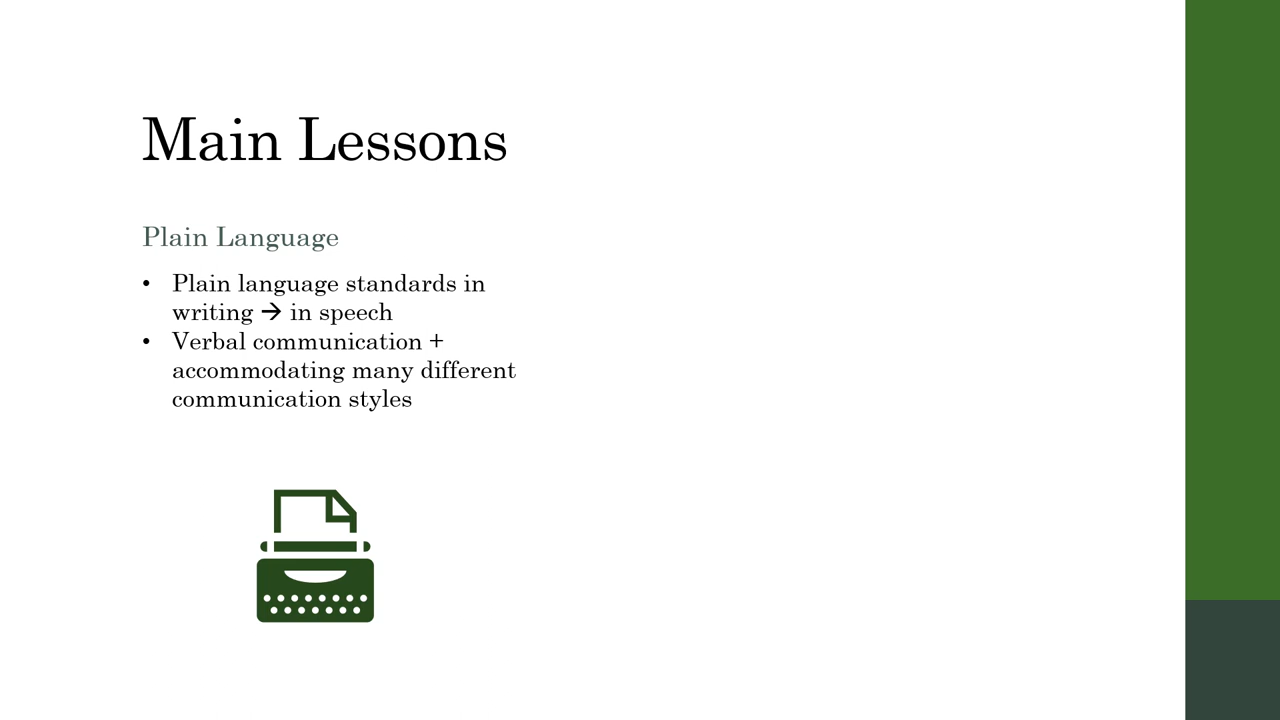 Main Lessons
Plain Language
• Plain language standards in
writing → in speech
• Verbal communication +
accommodating many different
communication styles